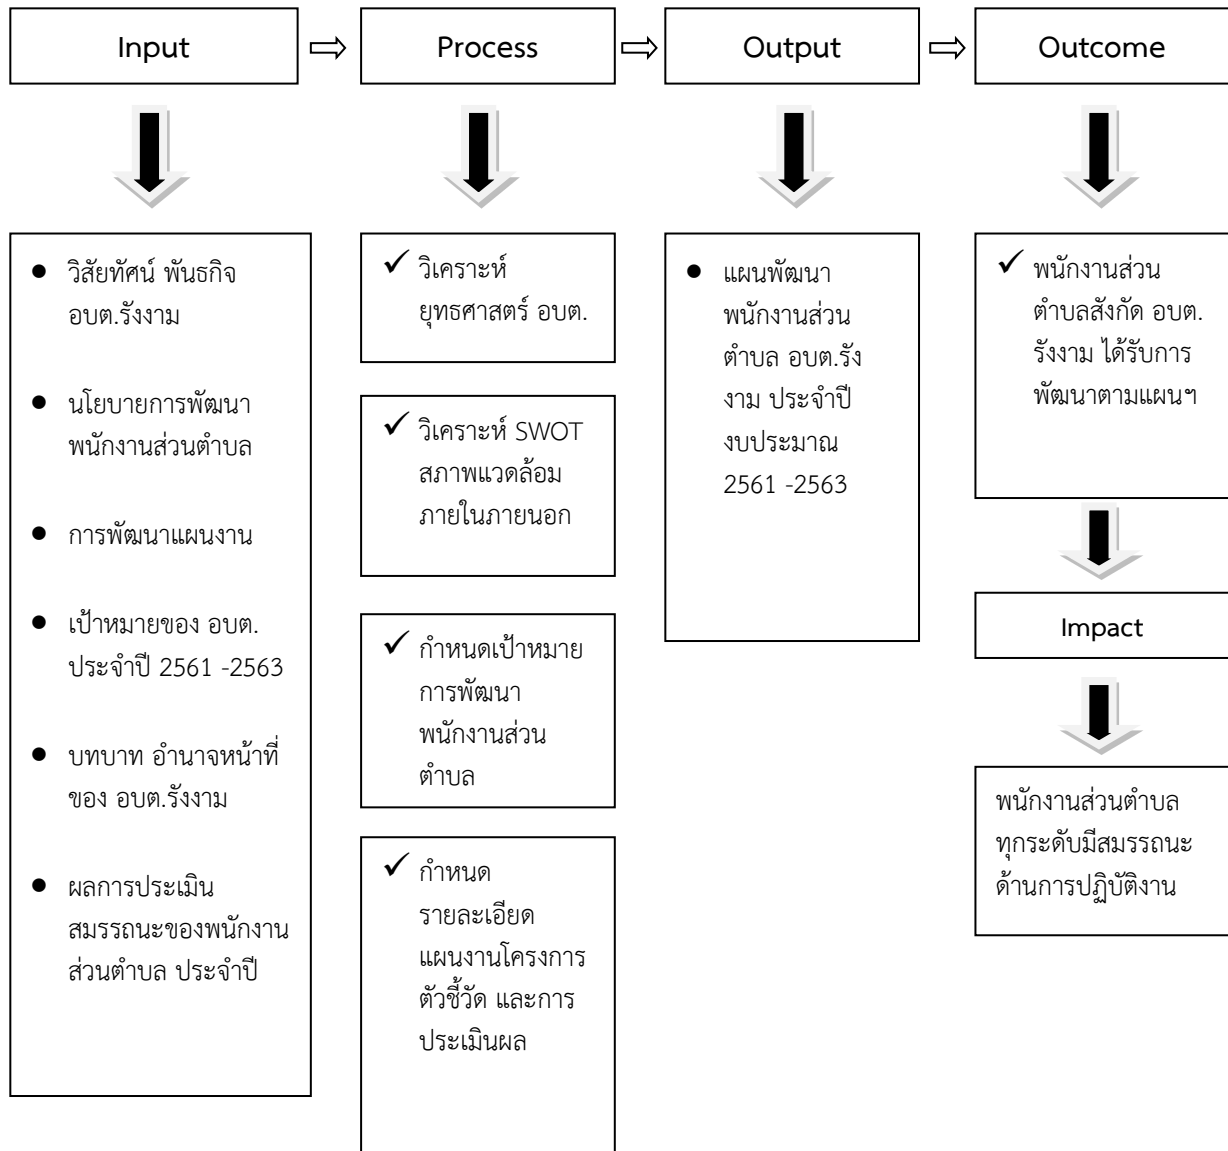 Input
Process
Output
Outcome
● วิสัยทัศน์ พันธกิจ
อบต.รังงาม
● นโยบายการพัฒนา
พนักงานส่วนตำบล
● การพัฒนาแผนงาน
● เป้าหมายของ อบต.
ประจำปี 2561 -2563
● บทบาท อำนาจหน้าที่
ของ อบต.รังงาม
● ผลการประเมิน
สมรรถนะของพนักงาน
ส่วนตำบล ประจำปี
✓ วิเคราะห์
ยุทธศาสตร์ อบต.
✓ วิเคราะห์ SWOT
สภาพแวดล้อม
ภายในภายนอก
✓ กำหนดเป้าหมาย
การพัฒนา
พนักงานส่วน
ตำบล
✓ กำหนด
รายละเอียด
แผนงานโครงการ
ตัวชี้วัด และการ
ประเมินผล
● แผนพัฒนา
พนักงานส่วน
ตำบล อบต.รัง
งาม ประจำปี
งบประมาณ
2561 -2563
✓ พนักงานส่วน
ตำบลสังกัด อบต.
รังงาม ได้รับการ
พัฒนาตามแผนฯ
Impact
พนักงานส่วนตำบล
ทุกระดับมีสมรรถนะ
ด้านการปฏิบัติงาน